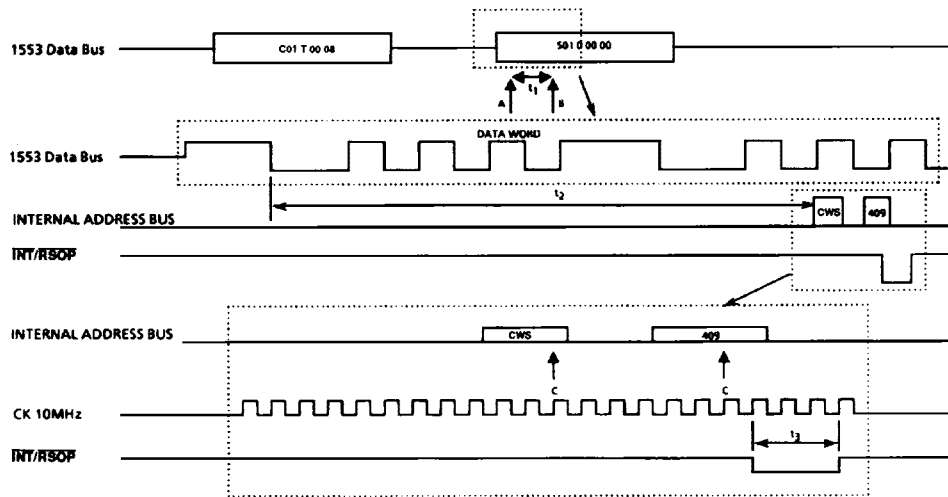 1553 Data Bus
C01 T 00 08
S01 0 00 00
t1
A
B
DATA WORD
1553 Data Bus
t2
INTERNAL ADDRESS BUS
CWS
409
INT/RSOP
INTERNAL ADDRESS BUS
CWS
409
C
C
CK 10MHz
t3
INT/RSOP